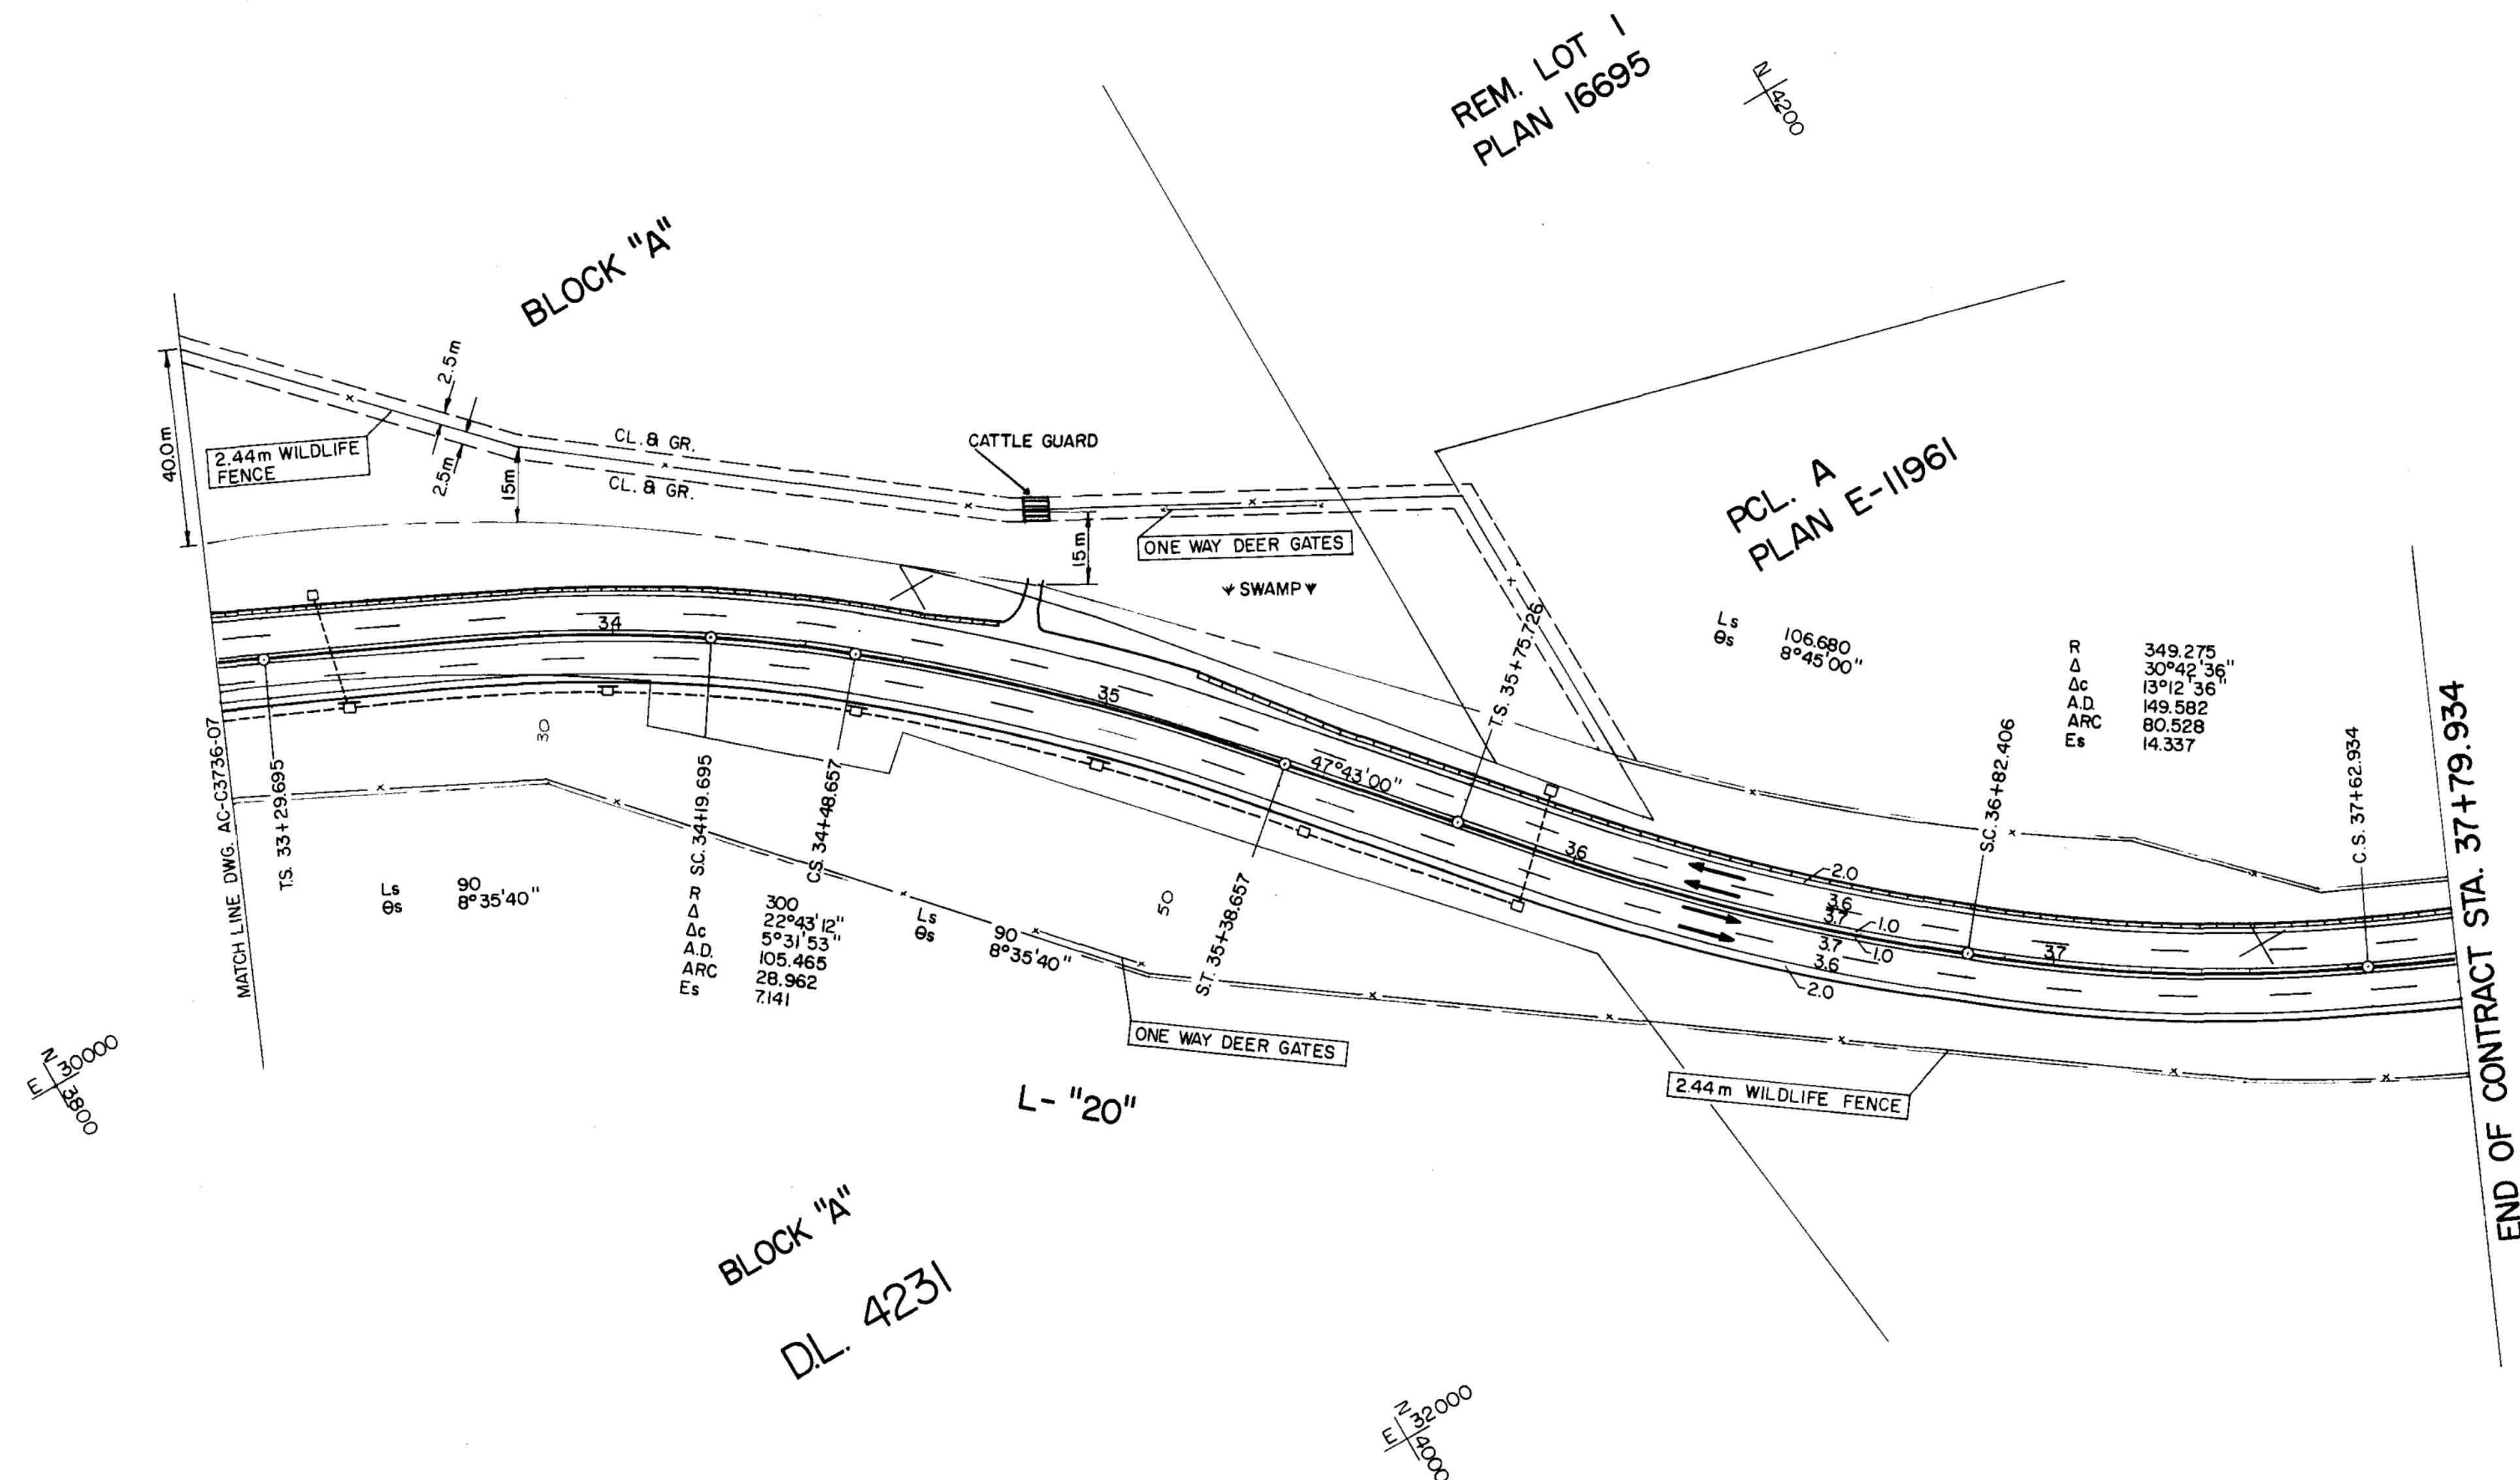 REM. LOT 1
PLAN 16695
N
4200
BLOCK "A"
2.5m
2.5m
40.0m
15m
2.44m WILDLIFE
FENCE
CL. & GR.
CL. & GR.
CATTLE GUARD
15m
ONE WAY DEER GATES
SWAMP
PCL. A
PLAN E-11961
T.S. 35+75.726
Ls 106.680
θs 8°45'00"
R 349.275
Δ 30°42'36"
Δc 13°12'36"
A.D. 149.582
ARC 80.528
Es 14.337
34
35
47°43'00"
36
37
2.0
3.6
3.7
1.0
3.7
1.0
3.6
2.0
S.C. 36+82.406
C.S. 37+62.934
END OF CONTRACT STA. 37+79.934
MATCH LINE DWG. AC-C3736-07
T.S. 33+29.695
30
S.C. 34+19.695
C.S. 34+48.657
Ls 90
θs 8°35'40"
R 300
Δ 22°43'12"
Δc 5°31'53"
A.D. 105.465
ARC 28.962
Es 7.141
Ls 90
θs 8°35'40"
50
S.T. 35+38.657
ONE WAY DEER GATES
2.44m WILDLIFE FENCE
L- "20"
N
30000
E
3800
BLOCK "A"
D.L. 4231
N
32000
E
4000